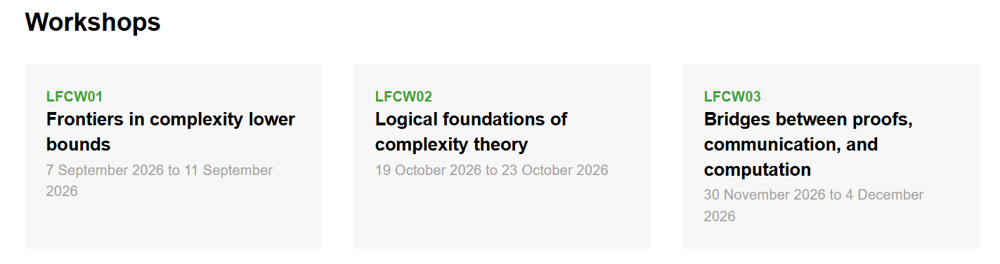 Workshops
LFCW01
Frontiers in complexity lower
bounds
7 September 2026 to 11 September
2026
LFCW02
Logical foundations of
complexity theory
19 October 2026 to 23 October 2026
LFCW03
Bridges between proofs,
communication, and
computation
30 November 2026 to 4 December
2026